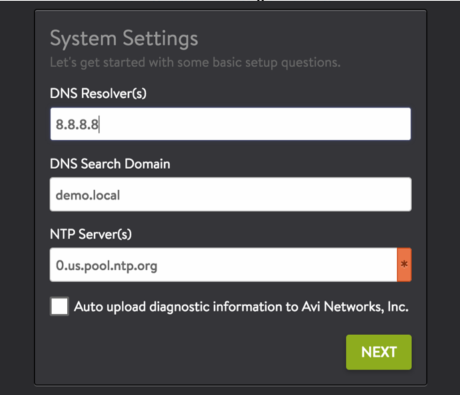 System Settings
Let's get started with some basic setup questions.
DNS Resolver(s)
8.8.8.8
DNS Search Domain
demo.local
NTP Server(s)
0.us.pool.ntp.org *
Auto upload diagnostic information to Avi Networks, Inc.
NEXT